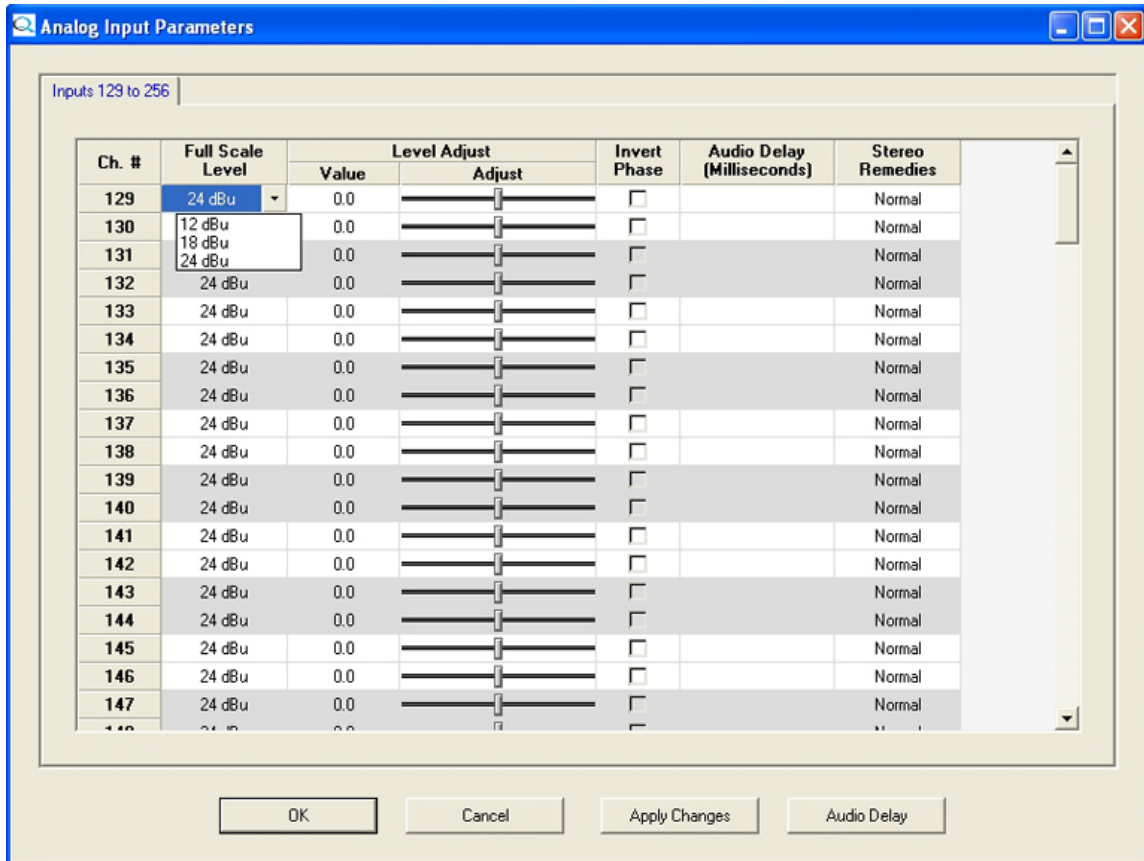 Analog Input Parameters
Inputs 129 to 256
Ch. # Full Scale Level Level Adjust Invert Phase Audio Delay (Milliseconds) Stereo Remedies
Value Adjust
129 24 dBu 0.0 Normal
12 dBu
18 dBu
24 dBu
130 0.0 Normal
131 0.0 Normal
132 24 dBu 0.0 Normal
133 24 dBu 0.0 Normal
134 24 dBu 0.0 Normal
135 24 dBu 0.0 Normal
136 24 dBu 0.0 Normal
137 24 dBu 0.0 Normal
138 24 dBu 0.0 Normal
139 24 dBu 0.0 Normal
140 24 dBu 0.0 Normal
141 24 dBu 0.0 Normal
142 24 dBu 0.0 Normal
143 24 dBu 0.0 Normal
144 24 dBu 0.0 Normal
145 24 dBu 0.0 Normal
146 24 dBu 0.0 Normal
147 24 dBu 0.0 Normal
OK Cancel Apply Changes Audio Delay